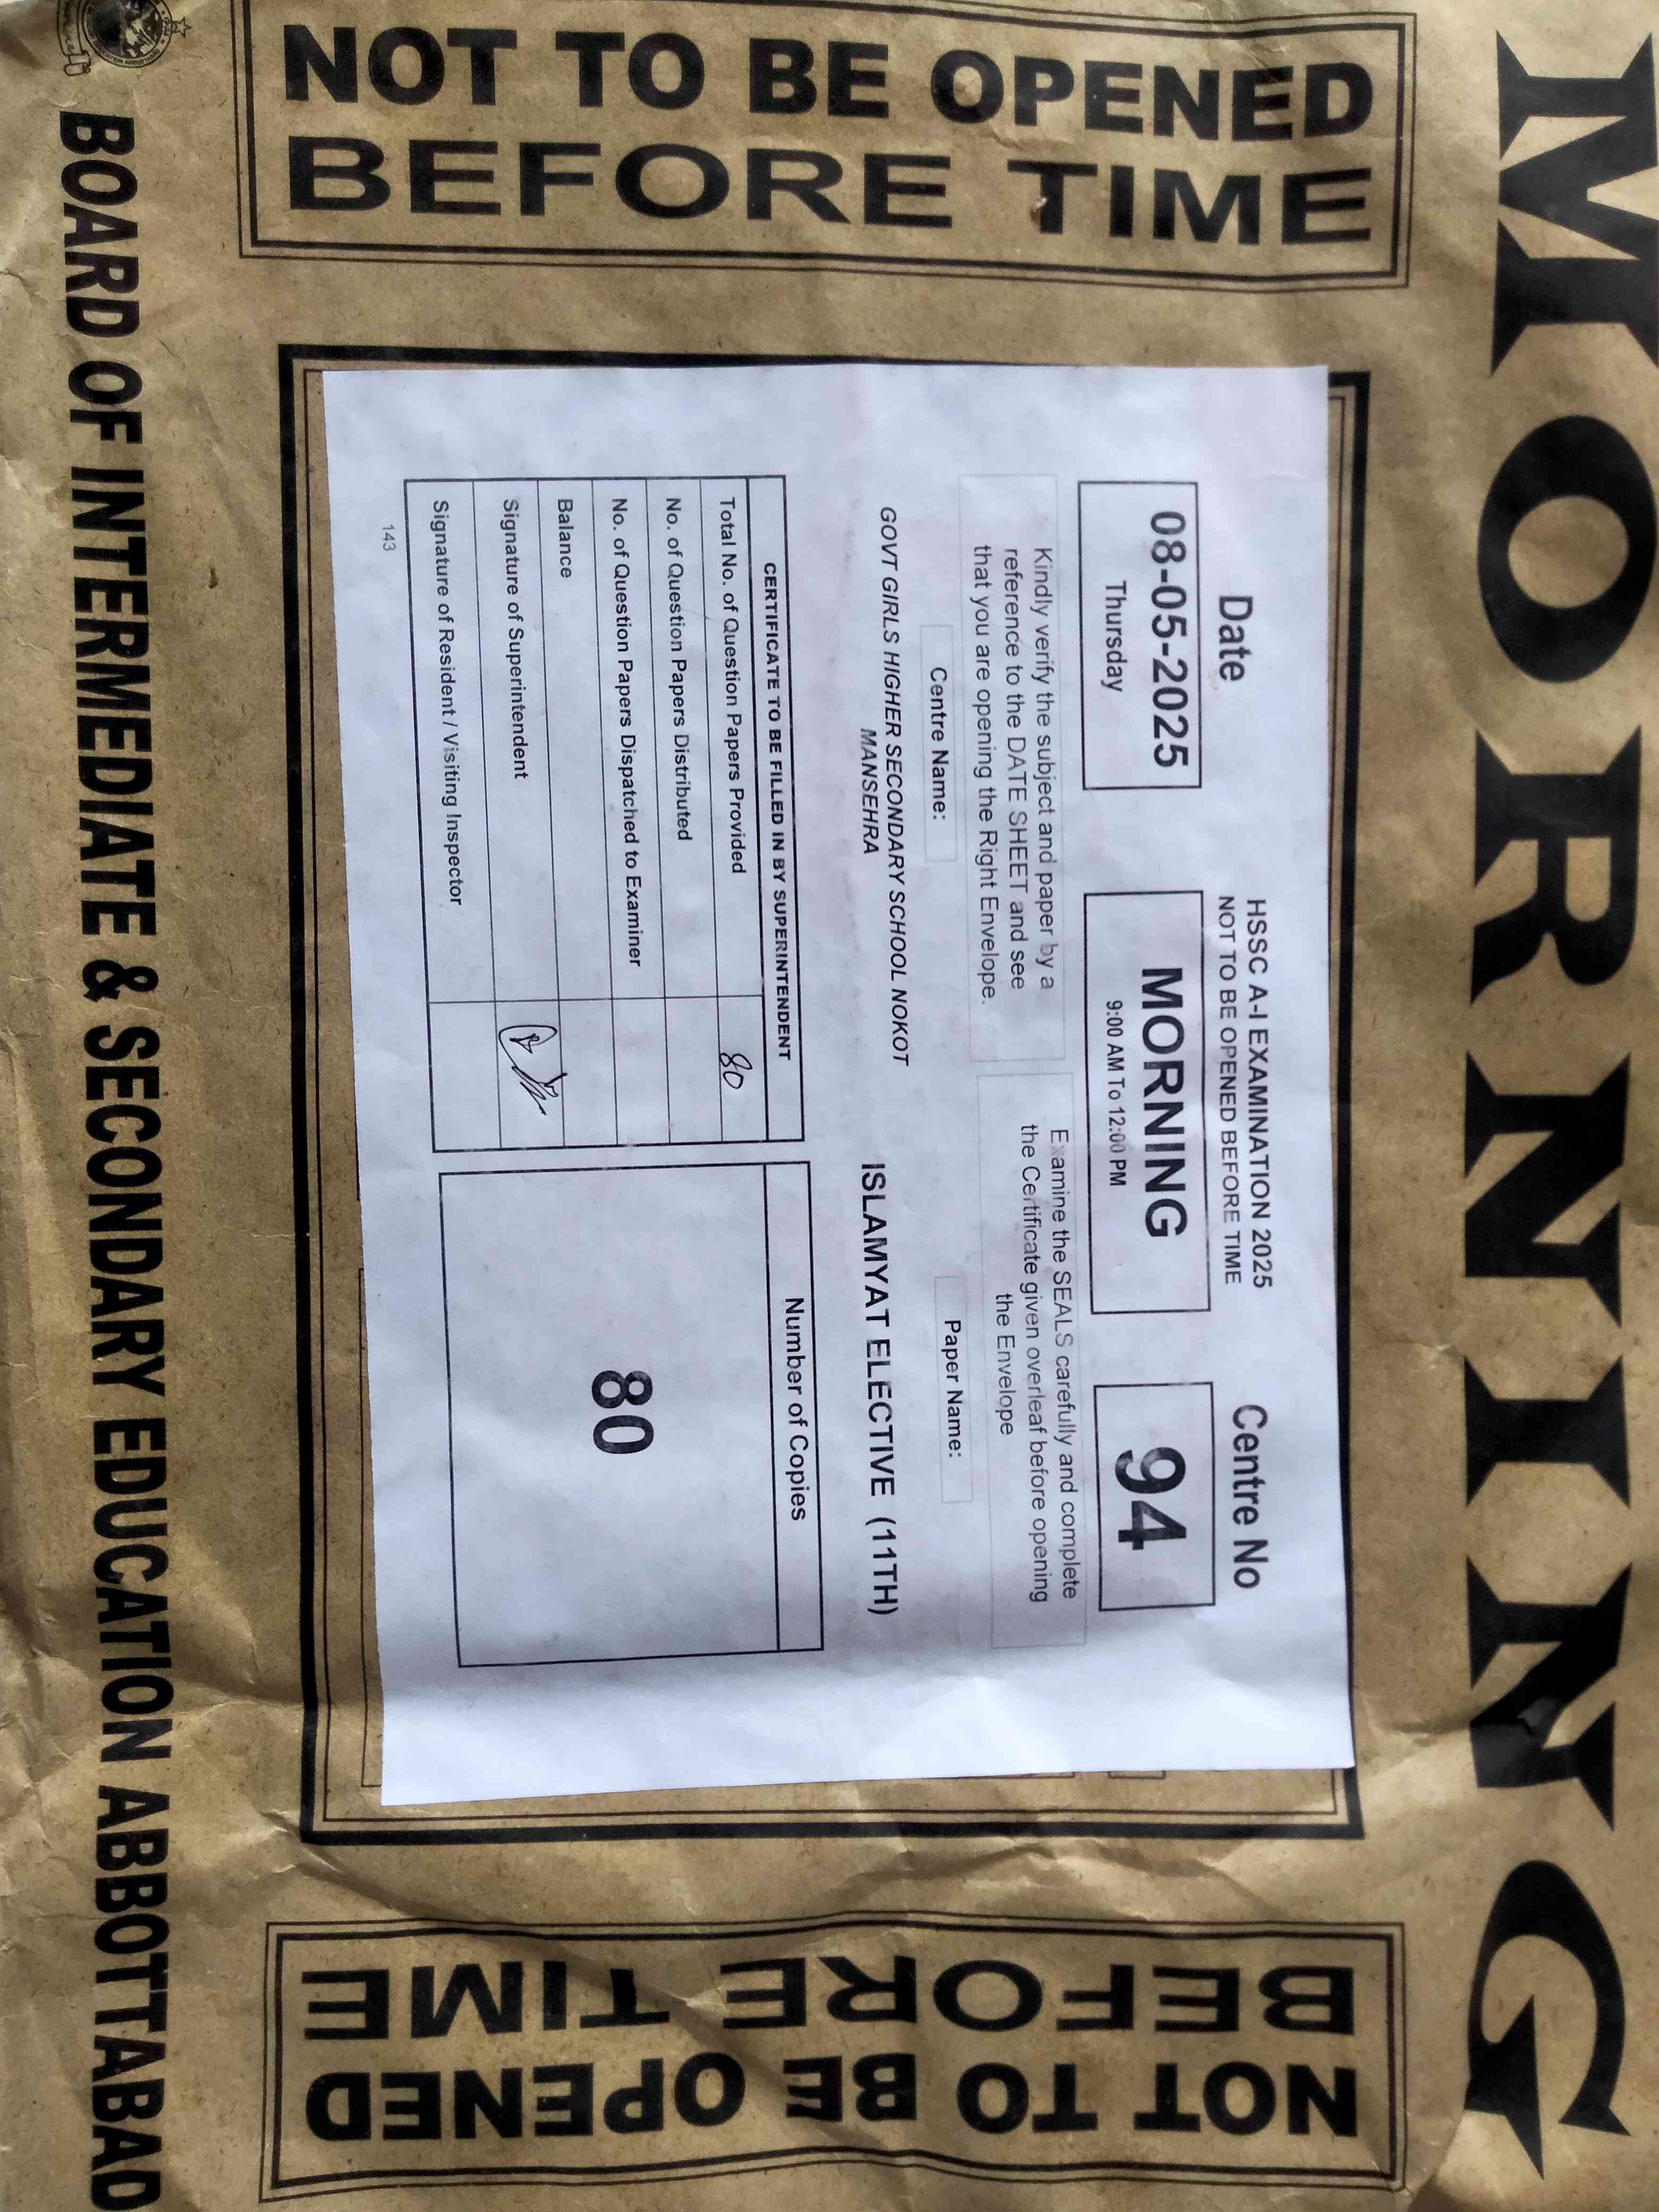 MORNING
NOT TO BE OPENED
BEFORE TIME
Date
08-05-2025
Thursday
HSSC A-I EXAMINATION 2025
NOT TO BE OPENED BEFORE TIME
MORNING
9:00 AM To 12:00 PM
Centre No
94
Kindly verify the subject and paper by a
reference to the DATE SHEET and see
that you are opening the Right Envelope.
Examine the SEALS carefully and complete
the Certificate given overleaf before opening
the Envelope
Centre Name:
GOVT GIRLS HIGHER SECONDARY SCHOOL NOKOT
MANSEHRA
Paper Name:
ISLAMYAT ELECTIVE (11TH)
CERTIFICATE TO BE FILLED IN BY SUPERINTENDENT
Total No. of Question Papers Provided 80
No. of Question Papers Distributed
No. of Question Papers Dispatched to Examiner
Balance
Signature of Superintendent
Signature of Resident / Visiting Inspector
143
Number of Copies
80
NOT TO BE OPENED
BEFORE TIME
BOARD OF INTERMEDIATE & SECONDARY EDUCATION ABBOTTABAD